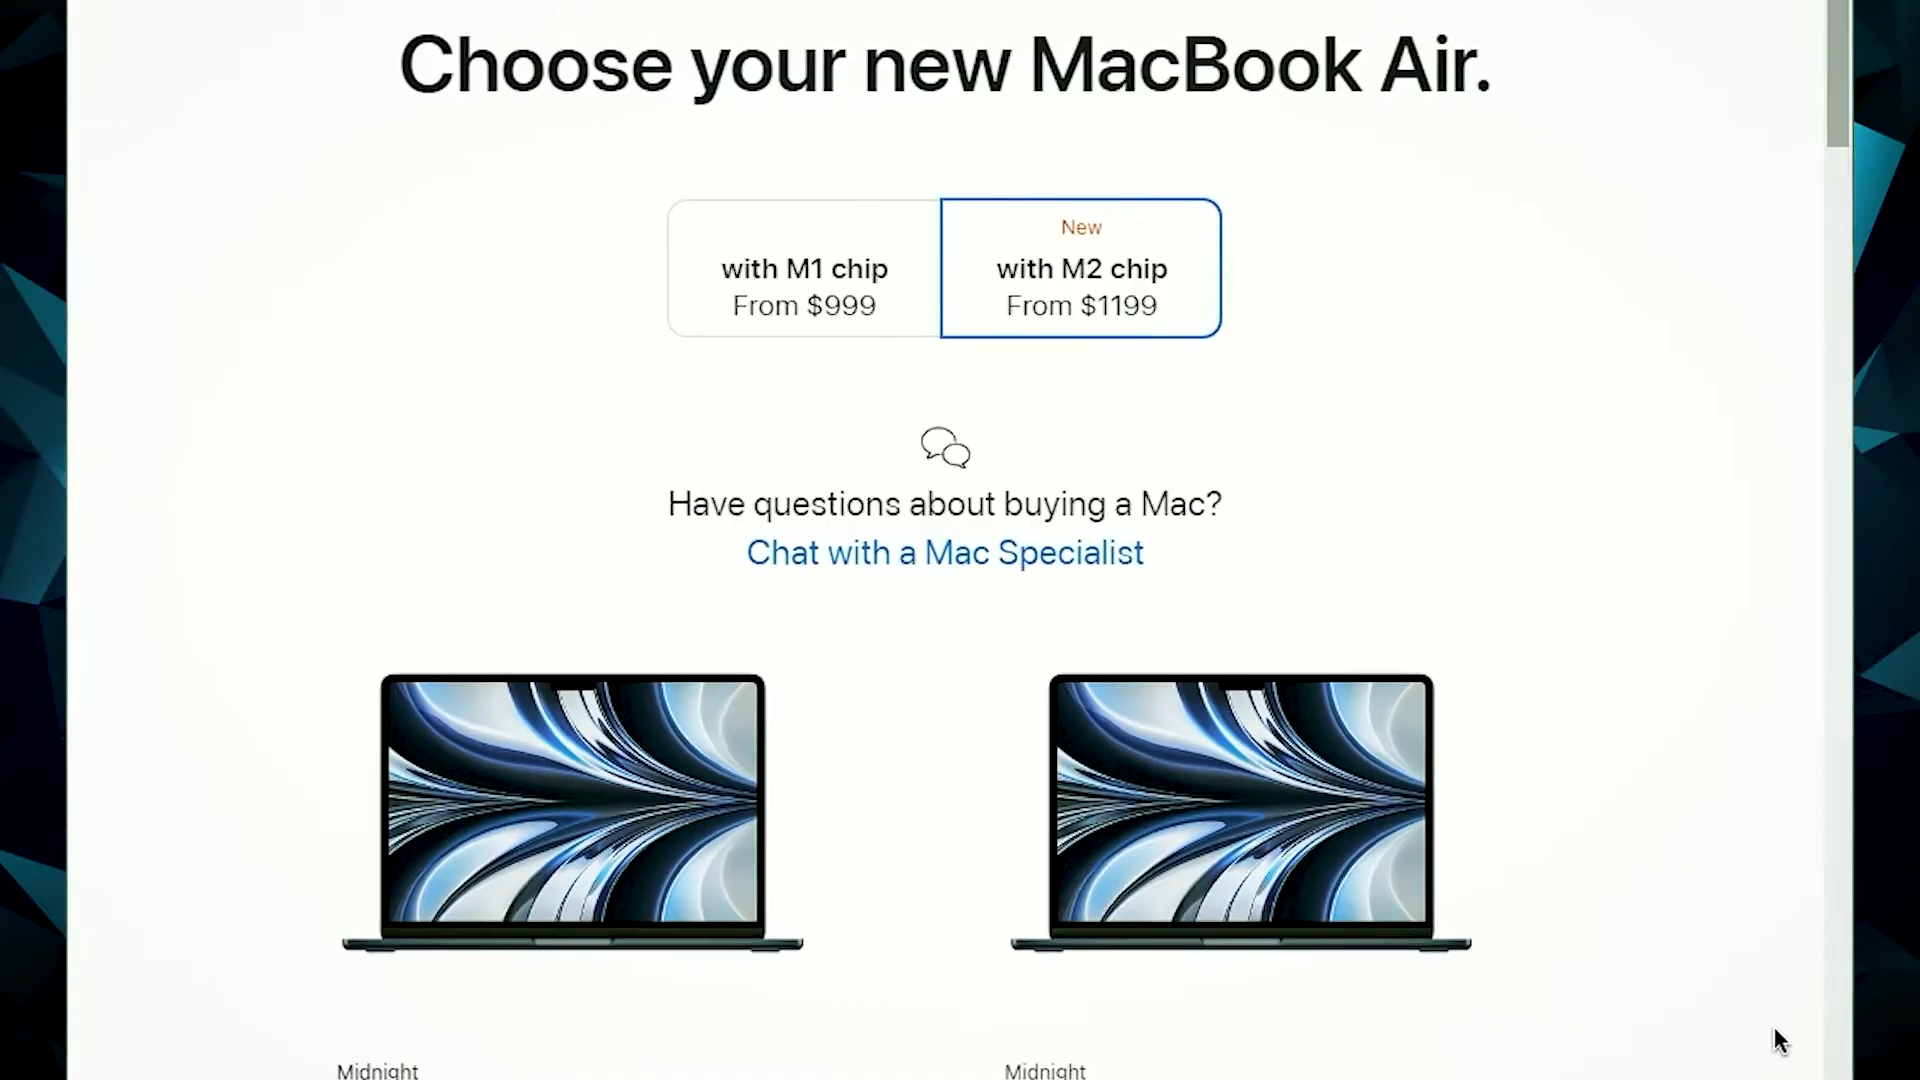 Choose your new MacBook Air.
New
with M1 chip
From $999
with M2 chip
From $1199
Have questions about buying a Mac?
Chat with a Mac Specialist
Midnight
Midnight